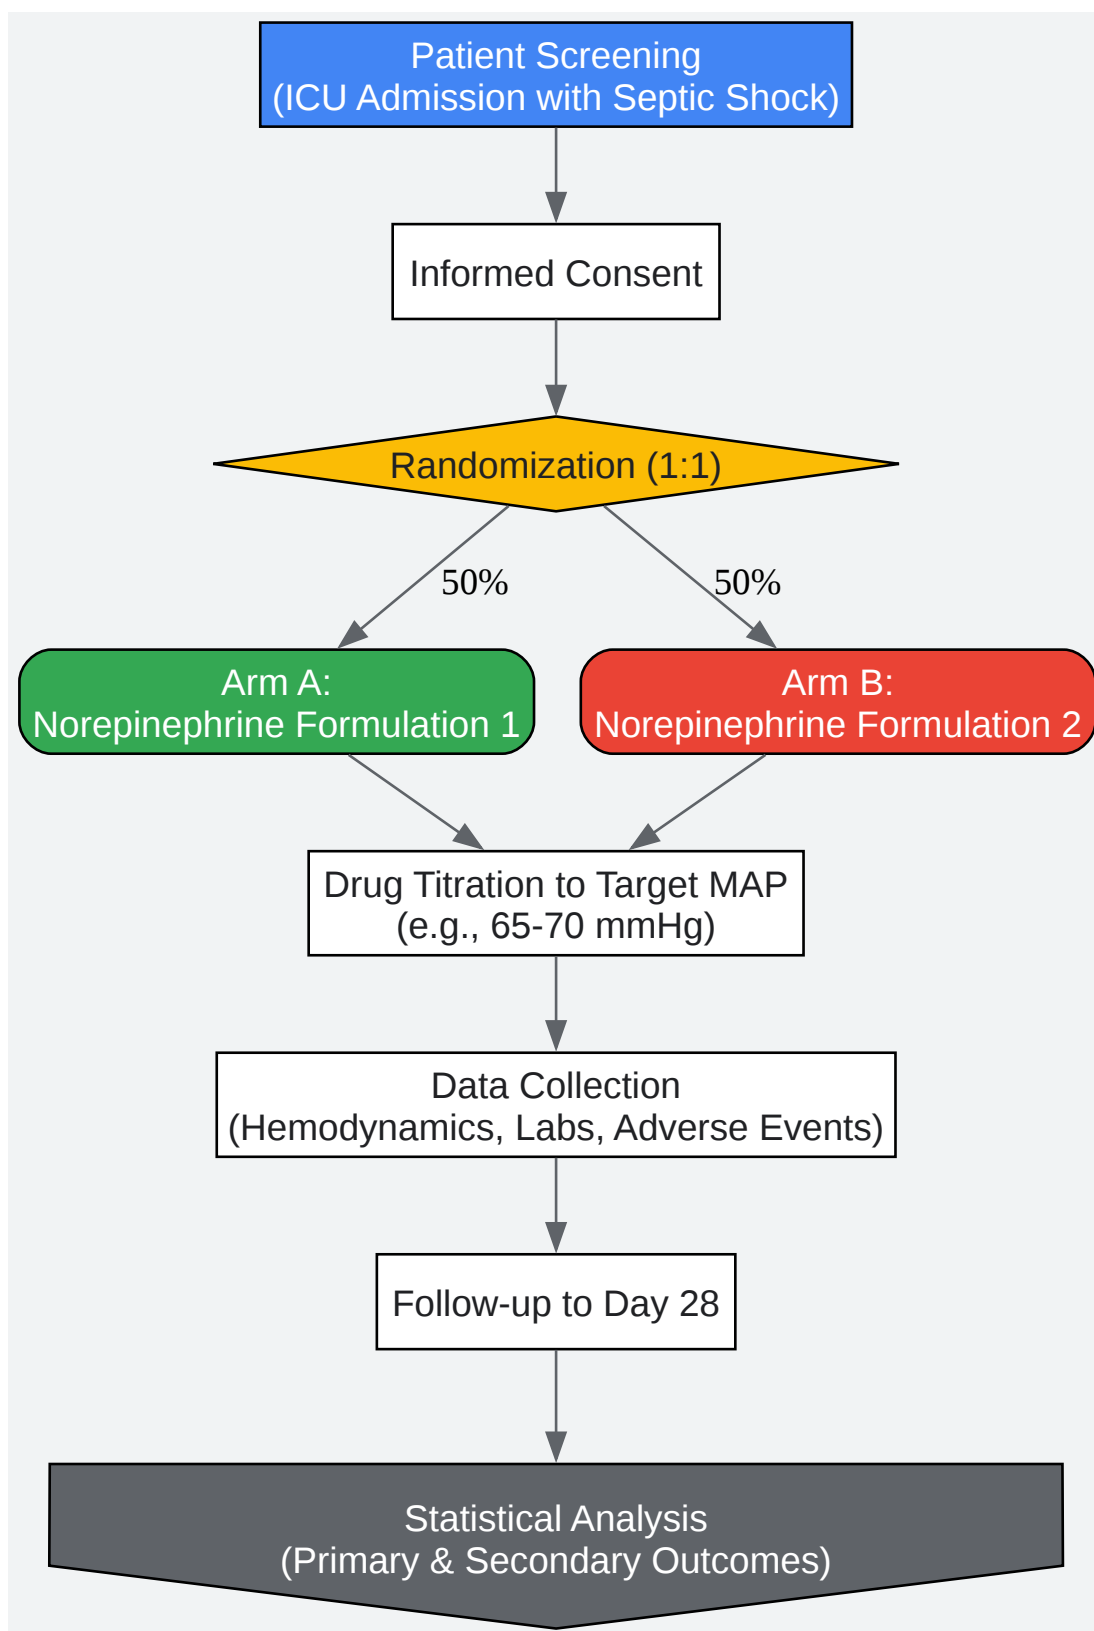 Patient Screening
(ICU Admission with Septic Shock)
Informed Consent
Randomization (1:1)
50%
50%
Arm A:
Norepinephrine Formulation 1
Arm B:
Norepinephrine Formulation 2
Drug Titration to Target MAP
(e.g., 65-70 mmHg)
Data Collection
(Hemodynamics, Labs, Adverse Events)
Follow-up to Day 28
Statistical Analysis
(Primary & Secondary Outcomes)